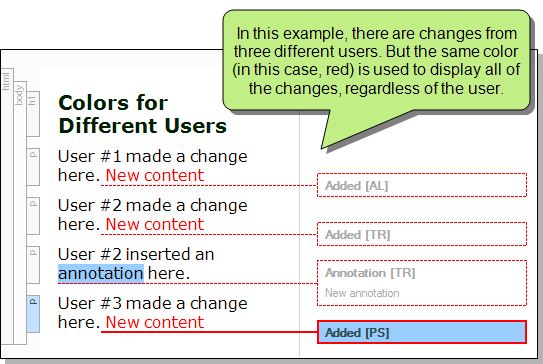 In this example, there are changes from
three different users. But the same color
(in this case, red) is used to display all of
the changes, regardless of the user.
html
body
h1
Colors for
Different Users
p
User #1 made a change
here. New content
Added [AL]
p
User #2 made a change
here. New content
Added [TR]
p
User #2 inserted an
annotation here.
Annotation [TR]
New annotation
p
User #3 made a change
here. New content
Added [PS]